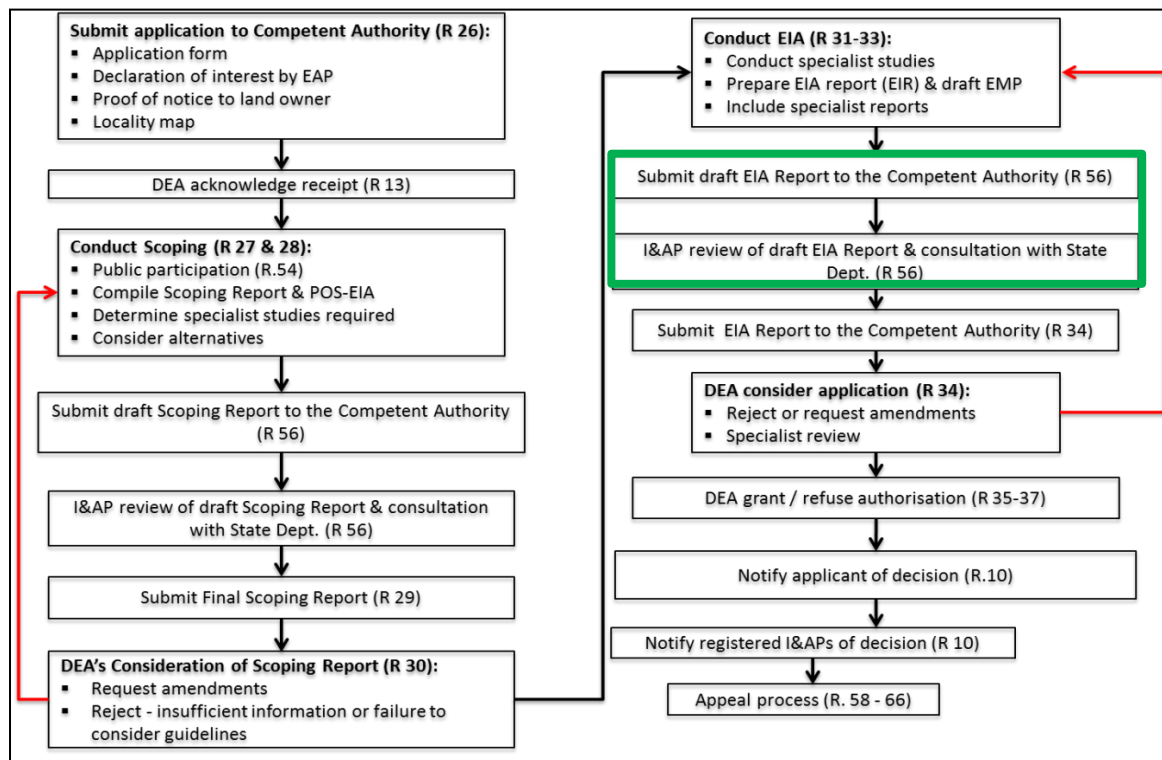 Submit application to Competent Authority (R 26):
▪ Application form
▪ Declaration of interest by EAP
▪ Proof of notice to land owner
▪ Locality map
DEA acknowledge receipt (R 13)
Conduct Scoping (R 27 & 28):
▪ Public participation (R.54)
▪ Compile Scoping Report & POS-EIA
▪ Determine specialist studies required
▪ Consider alternatives
Submit draft Scoping Report to the Competent Authority
(R 56)
I&AP review of draft Scoping Report & consultation
with State Dept. (R 56)
Submit Final Scoping Report (R 29)
DEA's Consideration of Scoping Report (R 30):
▪ Request amendments
▪ Reject - insufficient information or failure to
consider guidelines
Conduct EIA (R 31-33):
▪ Conduct specialist studies
▪ Prepare EIA report (EIR) & draft EMP
▪ Include specialist reports
Submit draft EIA Report to the Competent Authority (R 56)
I&AP review of draft EIA Report & consultation with State
Dept. (R 56)
Submit EIA Report to the Competent Authority (R 34)
DEA consider application (R 34):
▪ Reject or request amendments
▪ Specialist review
DEA grant / refuse authorisation (R 35-37)
Notify applicant of decision (R.10)
Notify registered I&APs of decision (R 10)
Appeal process (R. 58 - 66)